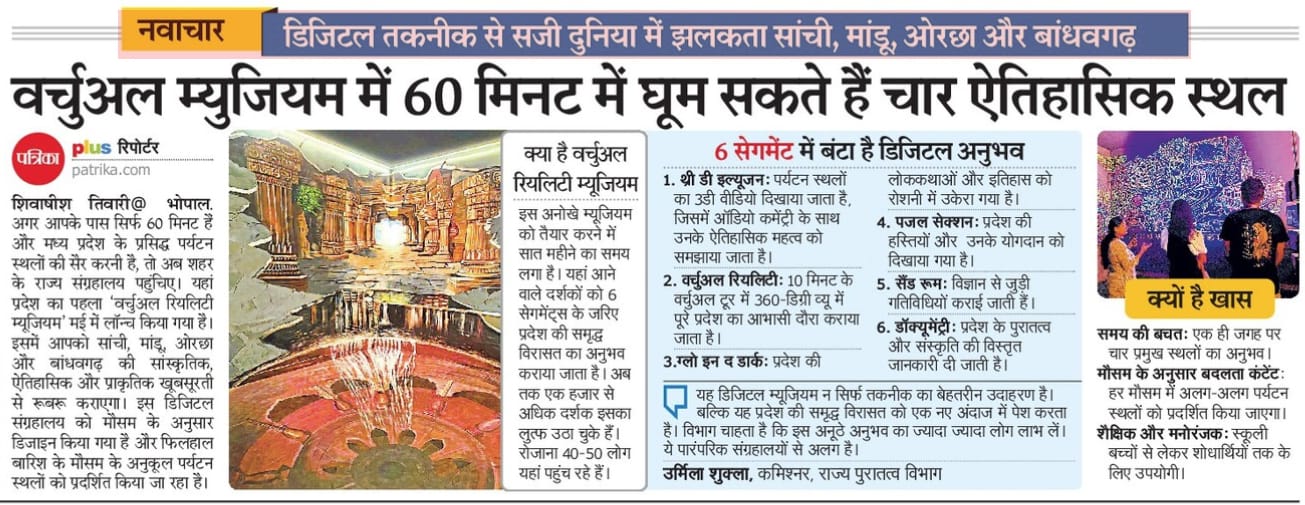 नवाचार
डिजिटल तकनीक से सजी दुनिया में झलकता सांची, मांडू, ओरछा और बांधवगढ़
वर्चुअल म्युजियम में 60 मिनट में घूम सकते हैं चार ऐतिहासिक स्थल
पत्रिका
plus रिपोर्टर
patrika.com
शिवाषीश तिवारी@ भोपाल.
अगर आपके पास सिर्फ 60 मिनट हैं
और मध्य प्रदेश के प्रसिद्ध पर्यटन
स्थलों की सैर करनी है, तो अब शहर
के राज्य संग्रहालय पहुंचिए। यहां
प्रदेश का पहला ‘वर्चुअल रियलिटी
म्यूजियम’ मई में लॉन्च किया गया है।
इसमें आपको सांची, मांडू, ओरछा
और बांधवगढ़ की सांस्कृतिक,
ऐतिहासिक और प्राकृतिक खूबसूरती
से रूबरू कराएगा। इस डिजिटल
संग्रहालय को मौसम के अनुसार
डिजाइन किया गया है और फिलहाल
बारिश के मौसम के अनुकूल पर्यटन
स्थलों को प्रदर्शित किया जा रहा है।
क्या है वर्चुअल
रियलिटी म्यूजियम
इस अनोखे म्यूजियम
को तैयार करने में
सात महीने का समय
लगा है। यहां आने
वाले दर्शकों को 6
सेगमेंट्स के जरिए
प्रदेश की समृद्ध
विरासत का अनुभव
कराया जाता है। अब
तक एक हजार से
अधिक दर्शक इसका
लुत्फ उठा चुके हैं।
रोजाना 40-50 लोग
यहां पहुंच रहे हैं।
6 सेगमेंट में बंटा है डिजिटल अनुभव
1. थ्री डी इल्यूजन: पर्यटन स्थलों
का 3डी वीडियो दिखाया जाता है,
जिसमें ऑडियो कमेंट्री के साथ
उनके ऐतिहासिक महत्व को
समझाया जाता है।
2. वर्चुअल रियलिटी: 10 मिनट के
वर्चुअल टूर में 360-डिग्री व्यू में
पूरे प्रदेश का आभासी दौरा कराया
जाता है।
3.ग्लो इन द डार्क: प्रदेश की
लोककथाओं और इतिहास को
रोशनी में उकेरा गया है।
4. पजल सेक्शन: प्रदेश की
हस्तियों और उनके योगदान को
दिखाया गया है।
5. सैंड रूम: विज्ञान से जुड़ी
गतिविधियों कराई जाती हैं।
6. डॉक्यूमेंट्री: प्रदेश के पुरातत्व
और संस्कृति की विस्तृत
जानकारी दी जाती है।
यह डिजिटल म्यूजियम न सिर्फ तकनीक का बेहतरीन उदाहरण है।
बल्कि यह प्रदेश की समृद्ध विरासत को एक नए अंदाज में पेश करता
है। विभाग चाहता है कि इस अनूठे अनुभव का ज्यादा ज्यादा लोग लाभ लें।
ये पारंपरिक संग्रहालयों से अलग है।
उर्मिला शुक्ला, कमिश्नर, राज्य पुरातत्व विभाग
क्यों है खास
समय की बचत: एक ही जगह पर
चार प्रमुख स्थलों का अनुभव।
मौसम के अनुसार बदलता कंटेंट:
हर मौसम में अलग-अलग पर्यटन
स्थलों को प्रदर्शित किया जाएगा।
शैक्षिक और मनोरंजक: स्कूली
बच्चों से लेकर शोधार्थियों तक के
लिए उपयोगी।